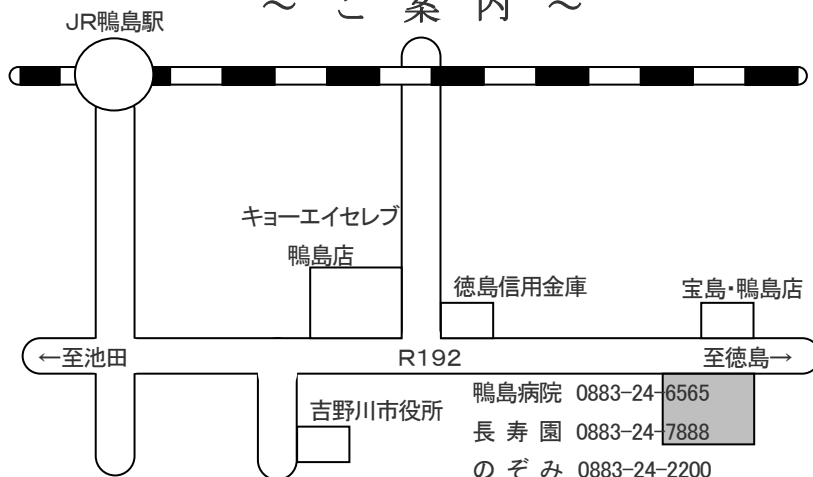 ～ ご 案 内 ～
JR鴨島駅
キョーエイセレブ
鴨島店
徳島信用金庫
宝島・鴨島店
←至池田
R192
至徳島→
吉野川市役所
鴨島病院 0883-24-6565
長 寿 園 0883-24-7888
の ぞ み 0883-24-2200